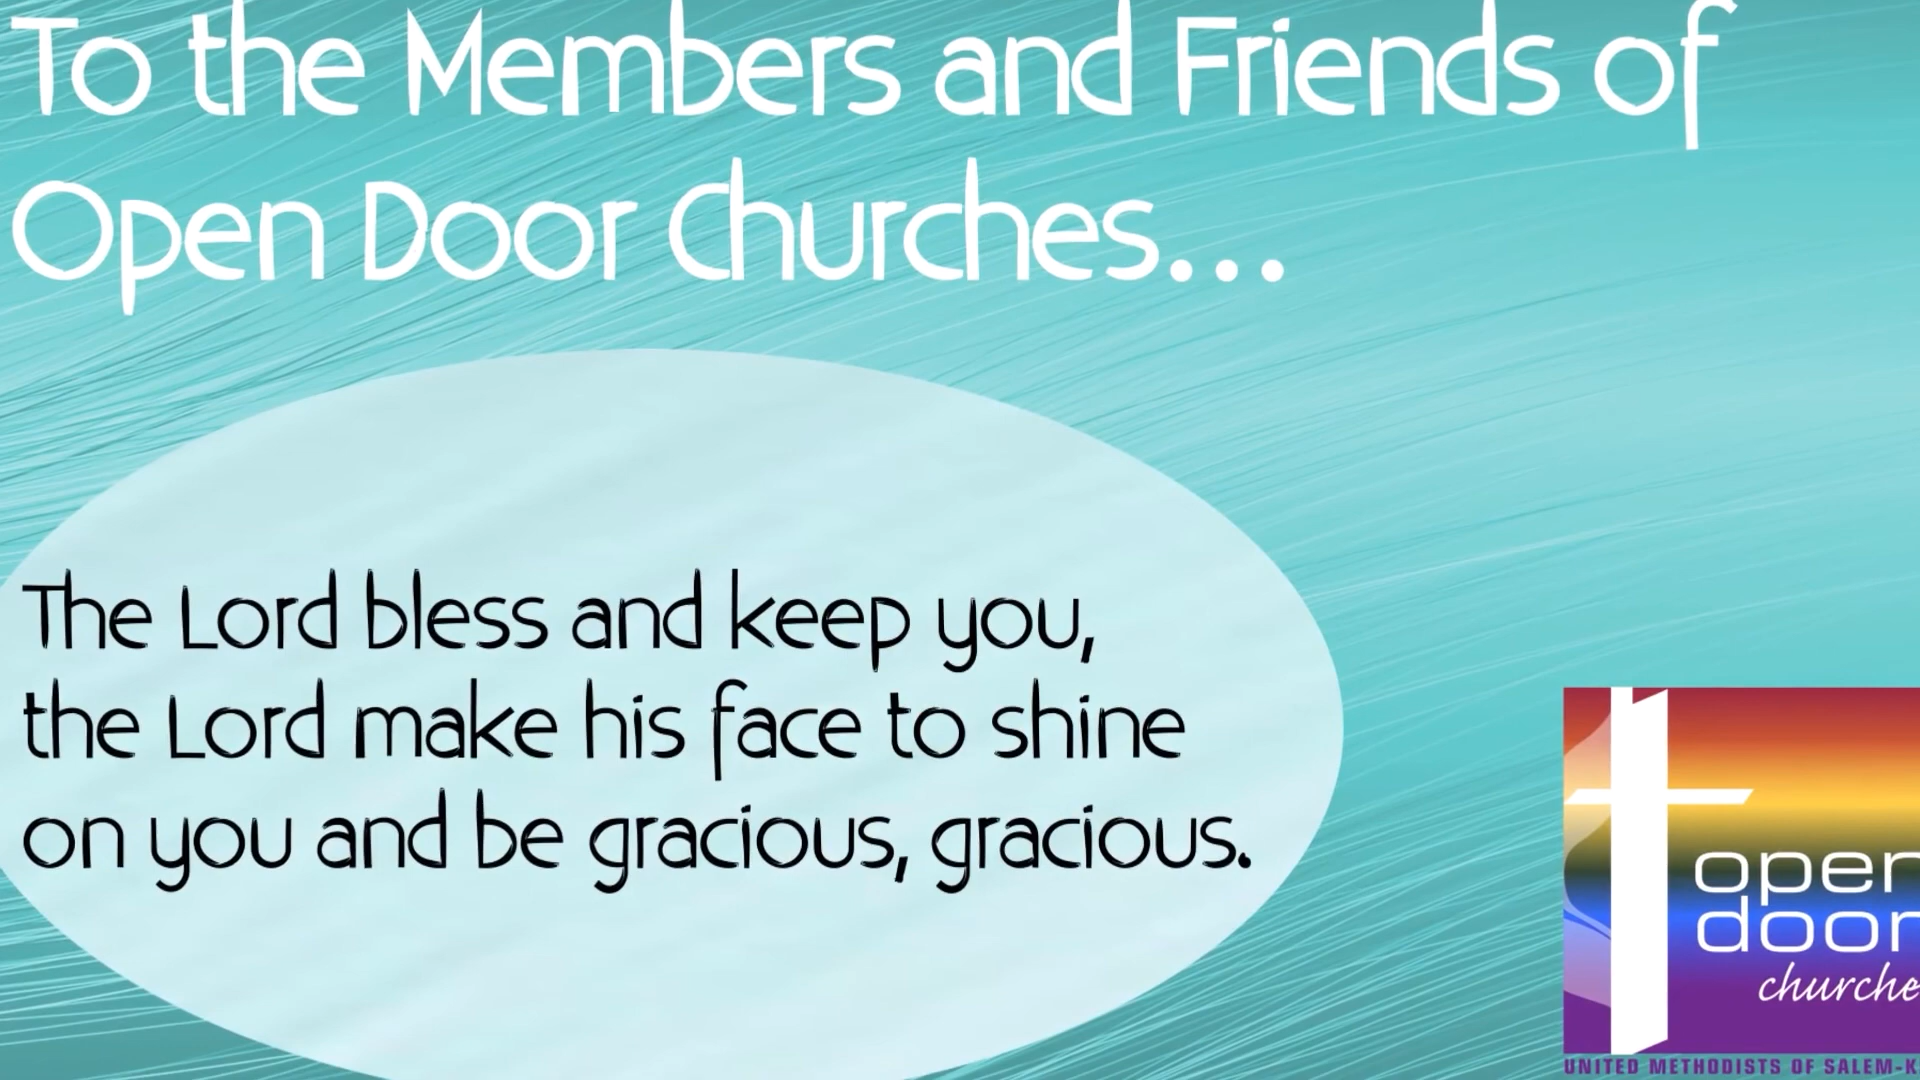 To the Members and Friends of
Open Door Churches...
The Lord bless and keep you,
the Lord make his face to shine
on you and be gracious, gracious.
open
door
churche
UNITED METHODISTS OF SALEM-K